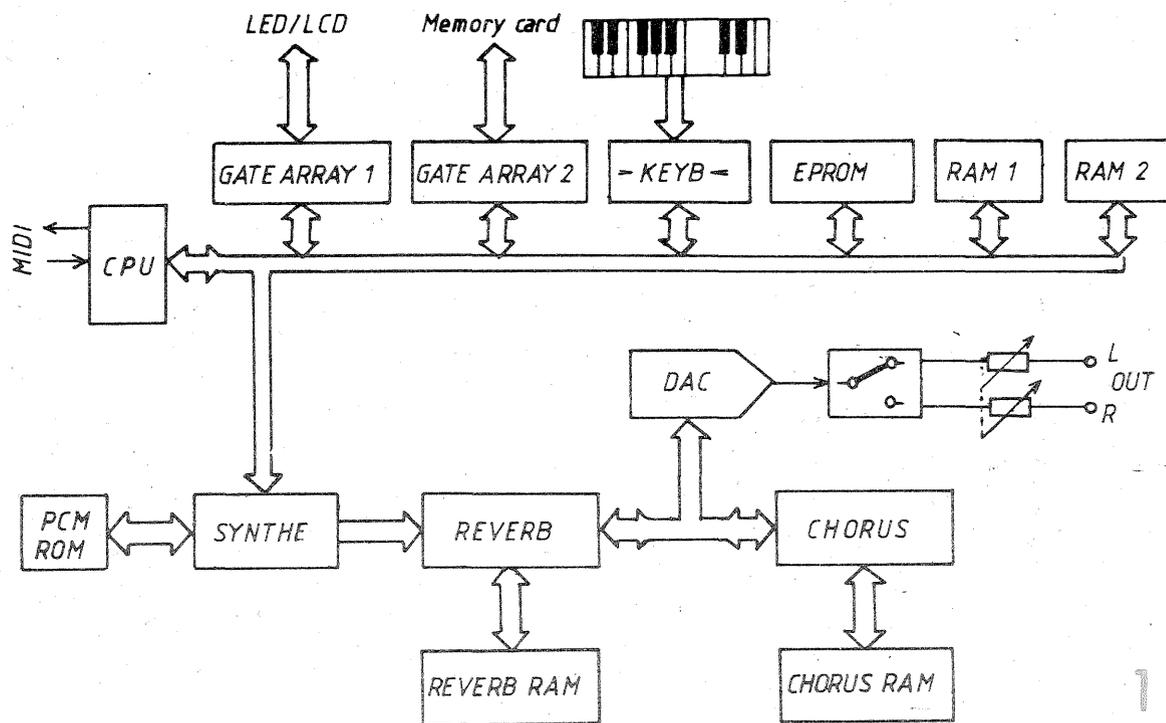 LED/LCD
Memory card
GATE ARRAY 1
GATE ARRAY 2
- KEYB -
EPROM
RAM 1
RAM 2
MIDI
CPU
DAC
L
OUT
R
PCM
ROM
SYNTHE
REVERB
CHORUS
REVERB RAM
CHORUS RAM
1